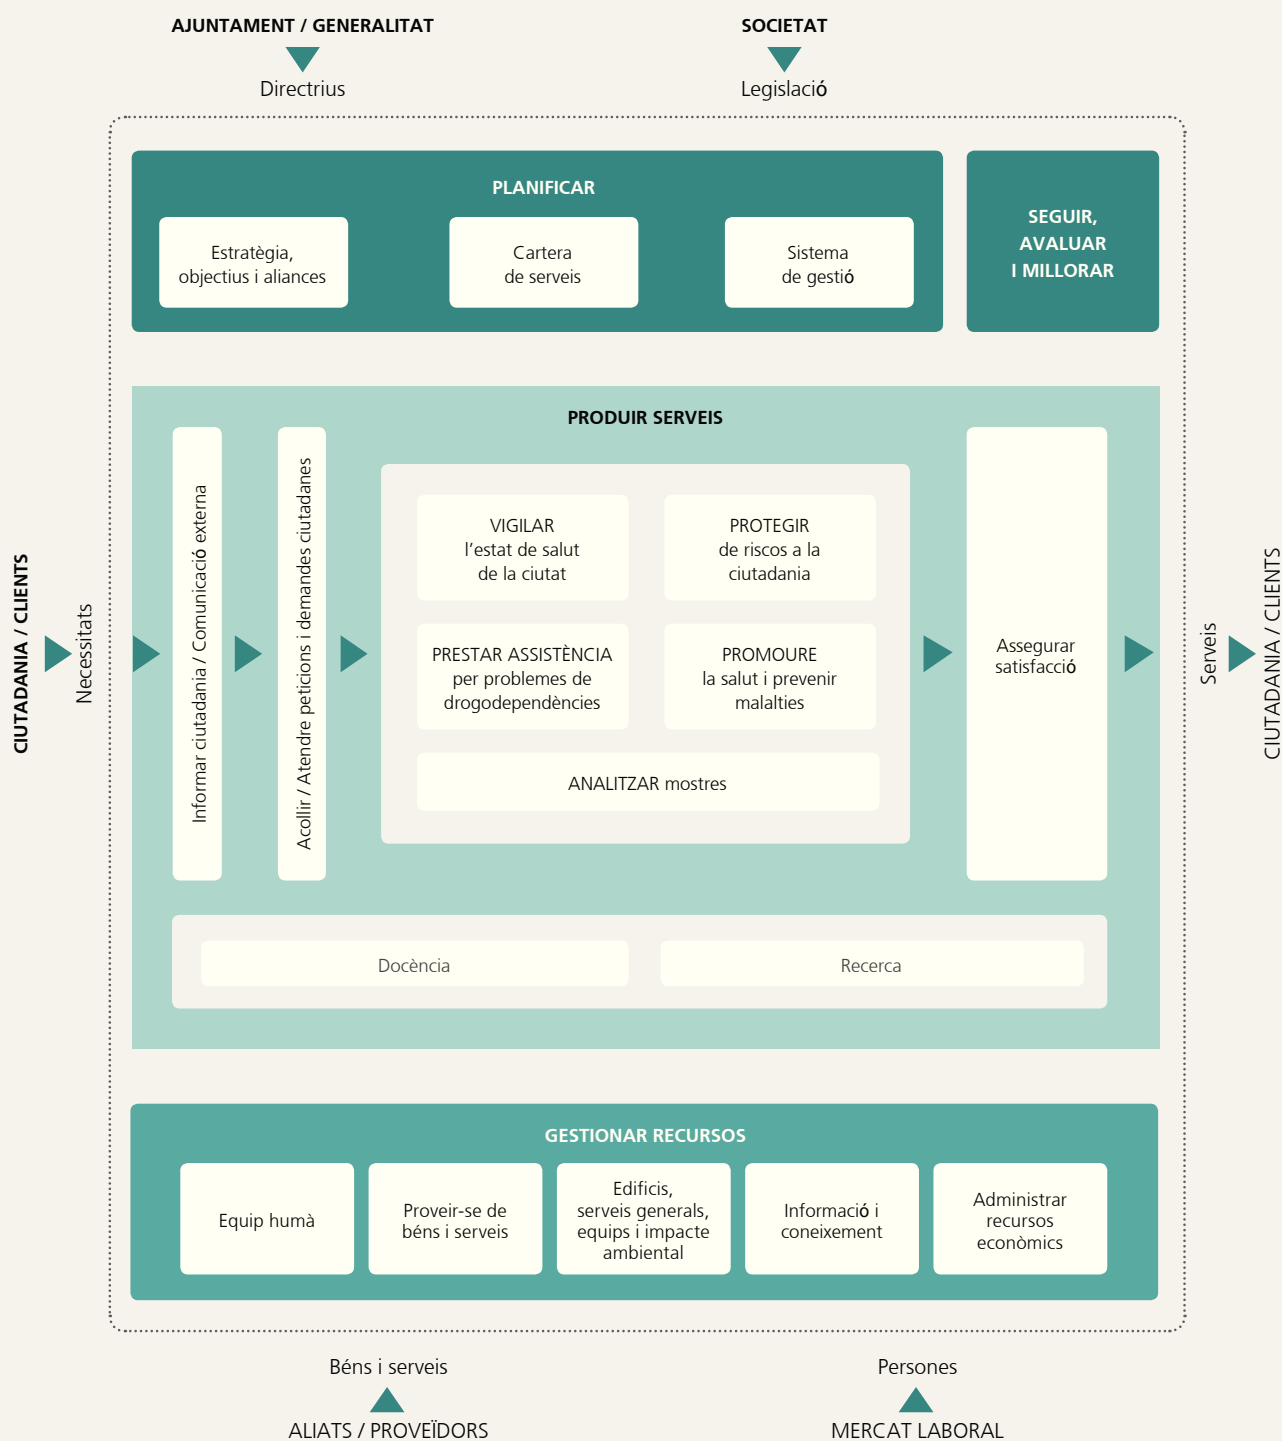 AJUNTAMENT / GENERALITAT
SOCIETAT
Directrius
Legislació
PLANIFICAR
Estratègia,
objectius i aliances
Cartera
de serveis
Sistema
de gestió
SEGUIR,
AVALUAR
I MILLORAR
CIUTADANIA / CLIENTS
Necessitats
PRODUIR SERVEIS
Informar ciutadania / Comunicació externa
Acollir / Atendre peticions i demandes ciutadanes
VIGILAR
l'estat de salut
de la ciutat
PROTEGIR
de riscos a la
ciutadania
PRESTAR ASSISTÈNCIA
per problemes de
drogodependències
PROMOURE
la salut i prevenir
malalties
ANALITZAR mostres
Assegurar
satisfacció
Serveis
CIUTADANIA / CLIENTS
Docència
Recerca
GESTIONAR RECURSOS
Equip humà
Proveir-se de
béns i serveis
Edificis,
serveis generals,
equips i impacte
ambiental
Informació i
coneixement
Administrar
recursos
econòmics
Béns i serveis
Persones
ALIATS / PROVEÏDORS
MERCAT LABORAL